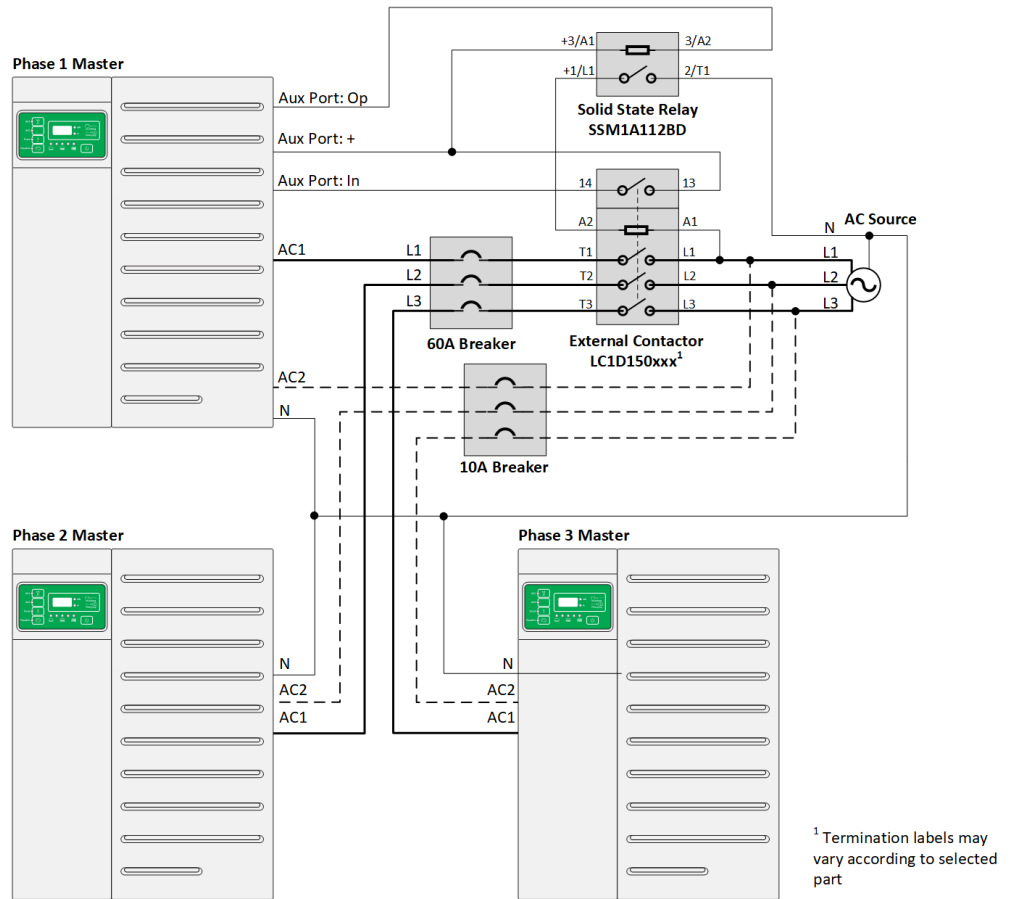 Phase 1 Master
Aux Port: Op
Aux Port: +
Aux Port: In
+3/A1
3/A2
+1/L1
2/T1
Solid State Relay
SSM1A112BD
14
13
A2
A1
AC Source
N
AC1
L1
T1
L1
L1
L2
T2
L2
L2
L3
T3
L3
L3
60A Breaker
External Contactor
LC1D150xxx1
AC2
N
10A Breaker
Phase 2 Master
Phase 3 Master
N
AC2
AC1
N
AC2
AC1
1 Termination labels may
vary according to selected
part